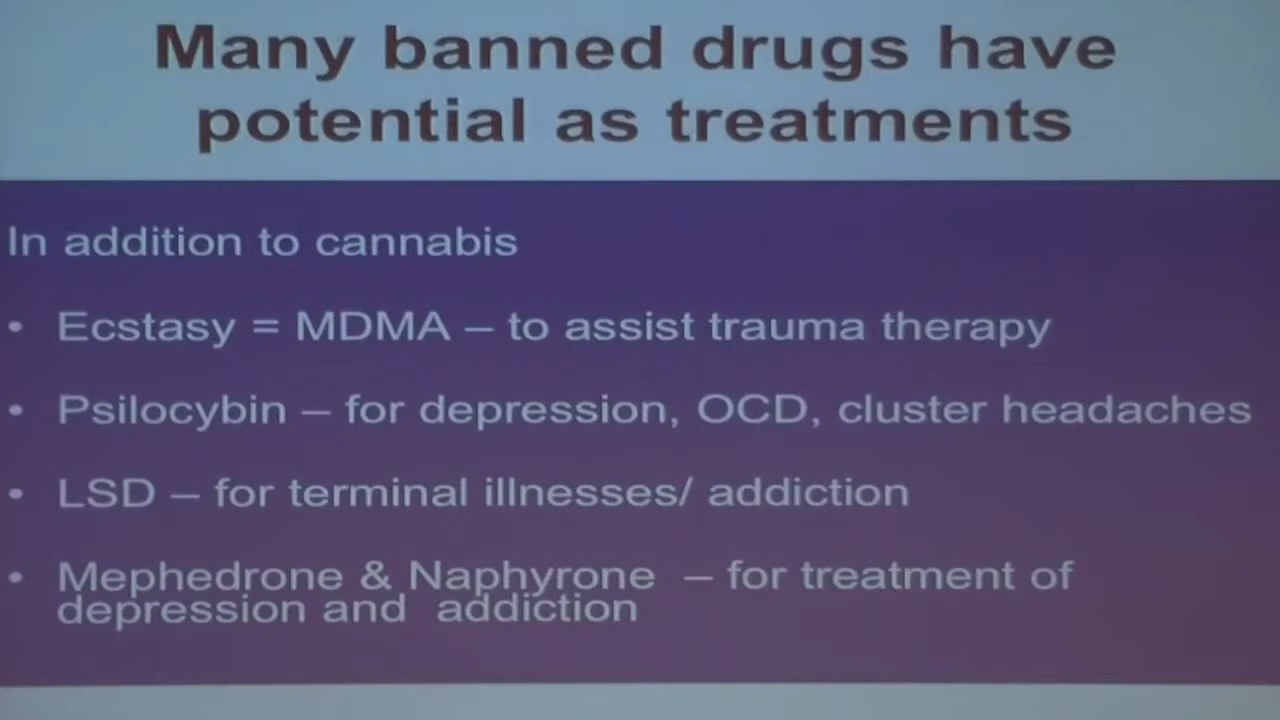 Many banned drugs have
potential as treatments
In addition to cannabis
• Ecstasy = MDMA – to assist trauma therapy
• Psilocybin – for depression, OCD, cluster headaches
• LSD – for terminal illnesses/ addiction
• Mephedrone & Naphyrone – for treatment of
depression and addiction